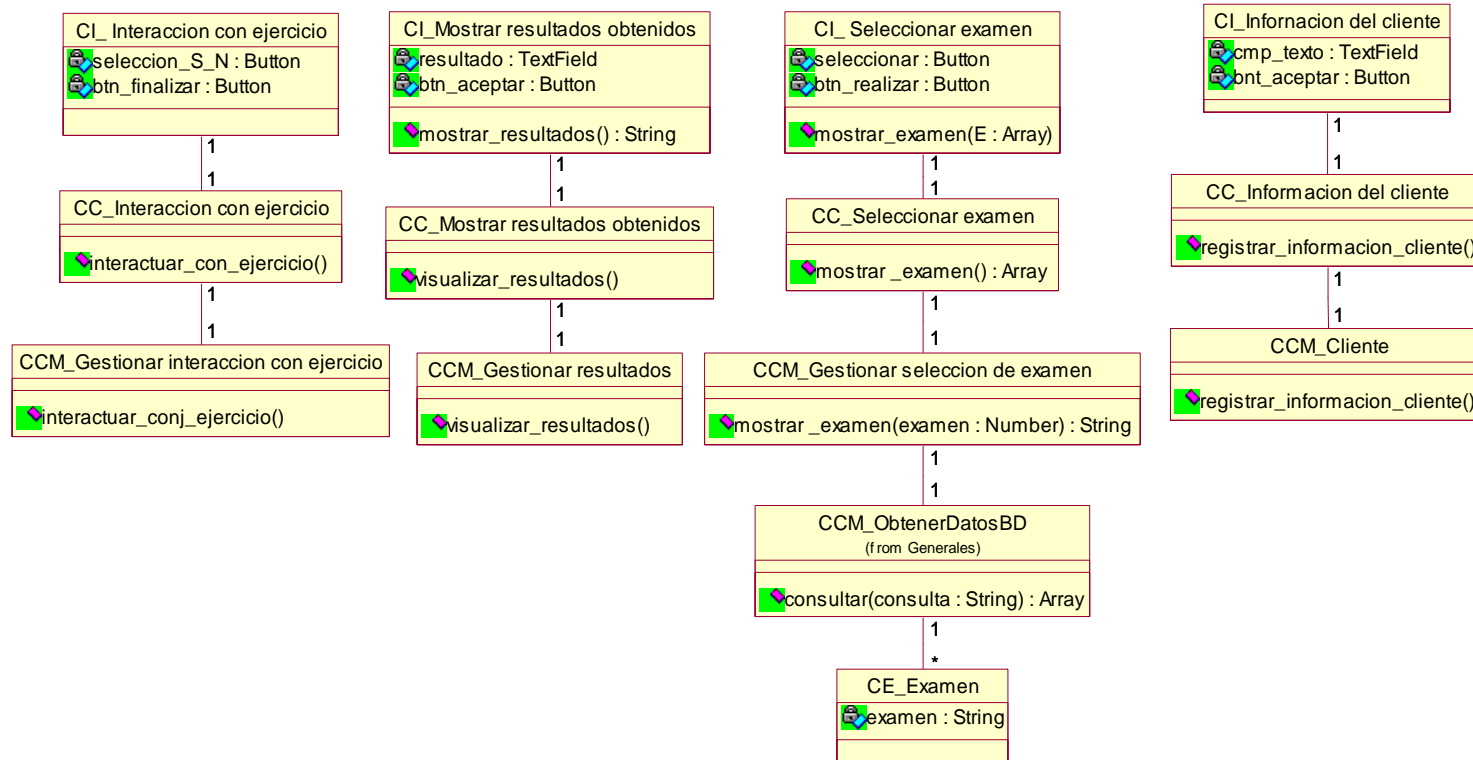 CI_ Interaccion con ejercicio
seleccion_S_N : Button
btn_finalizar : Button
1
1
CC_Interaccion con ejercicio
interactuar_con_ejercicio()
1
1
CCM_Gestionar interaccion con ejercicio
interactuar_conj_ejercicio()
CI_Mostrar resultados obtenidos
resultado : TextField
btn_aceptar : Button
mostrar_resultados() : String
1
1
CC_Mostrar resultados obtenidos
visualizar_resultados()
1
1
CCM_Gestionar resultados
visualizar_resultados()
CI_ Seleccionar examen
seleccionar : Button
btn_realizar : Button
mostrar_examen(E : Array)
1
1
CC_Seleccionar examen
mostrar _examen() : Array
1
1
CCM_Gestionar seleccion de examen
mostrar _examen(examen : Number) : String
1
1
CCM_ObtenerDatosBD
(from Generales)
consultar(consulta : String) : Array
1
*
CE_Examen
examen : String
CI_Infornacion del cliente
cmp_texto : TextField
bnt_aceptar : Button
1
1
CC_Informacion del cliente
registrar_informacion_cliente()
1
1
CCM_Cliente
registrar_informacion_cliente()